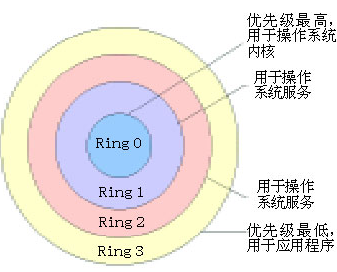 优先级最高，
用于操作系统
内核
用于操作
系统服务
Ring 0
Ring 1
用于操作
系统服务
Ring 2
优先级最低，
用于应用程序
Ring 3